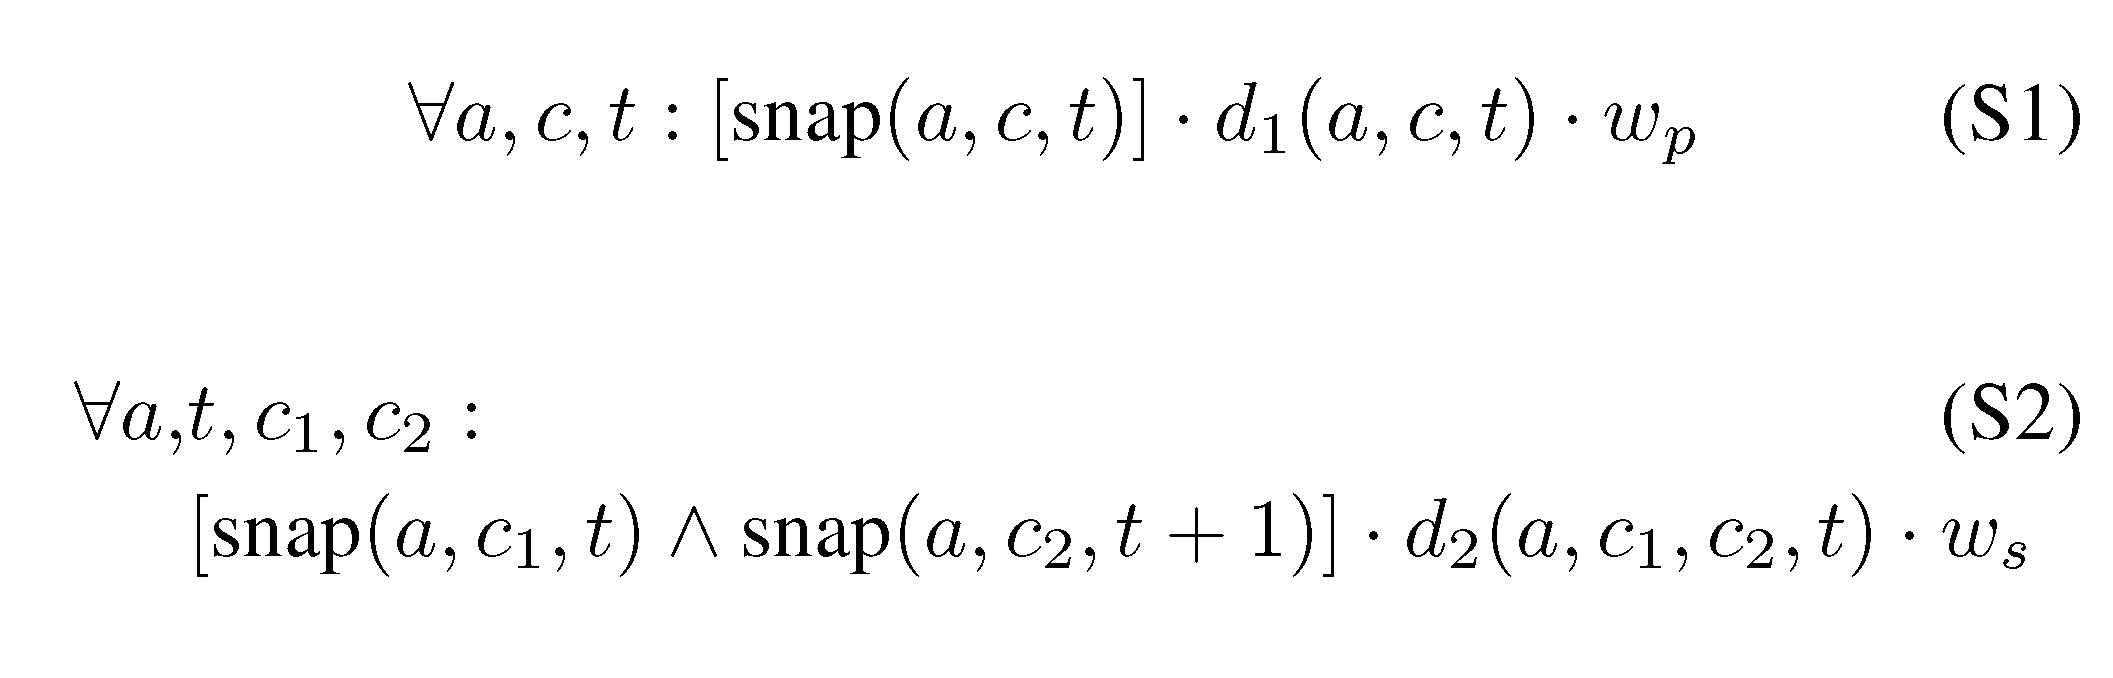 ∀a, c, t : [snap(a, c, t)] · d₁(a, c, t) · wₚ (S1)
∀a,t, c₁, c₂ : (S2)
[snap(a, c₁, t) ∧ snap(a, c₂, t + 1)] · d₂(a, c₁, c₂, t) · wₛ